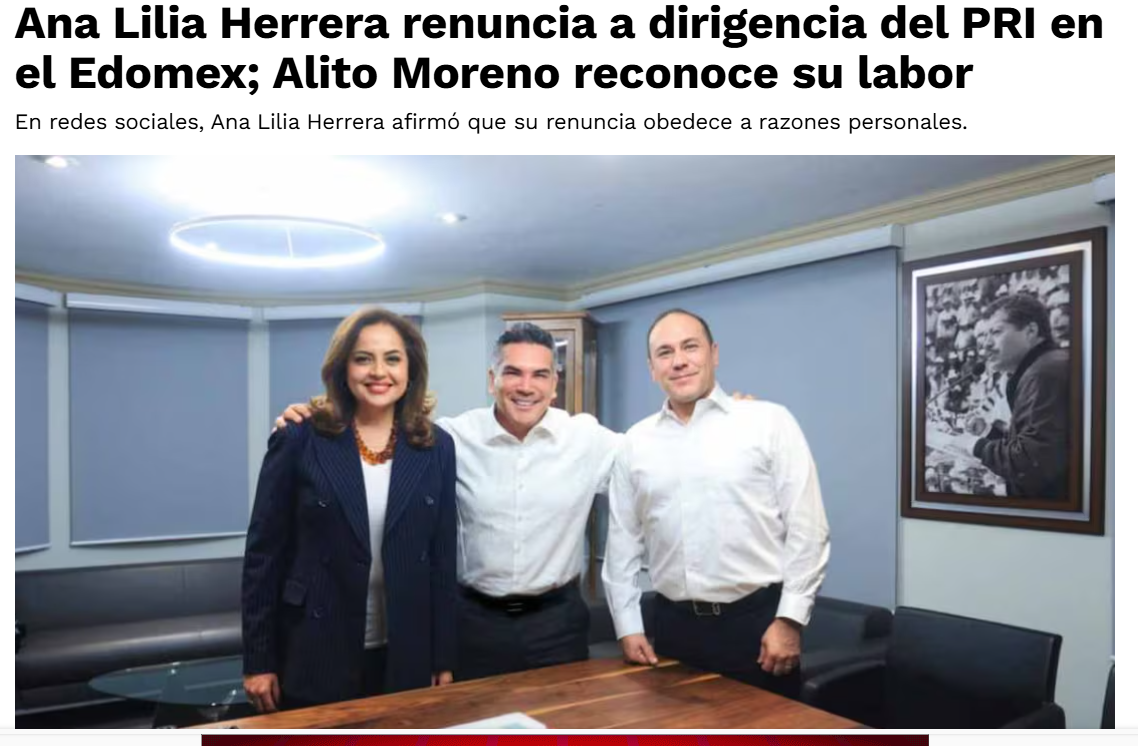 Ana Lilia Herrera renuncia a dirigencia del PRI en
el Edomex; Alito Moreno reconoce su labor
En redes sociales, Ana Lilia Herrera afirmó que su renuncia obedece a razones personales.